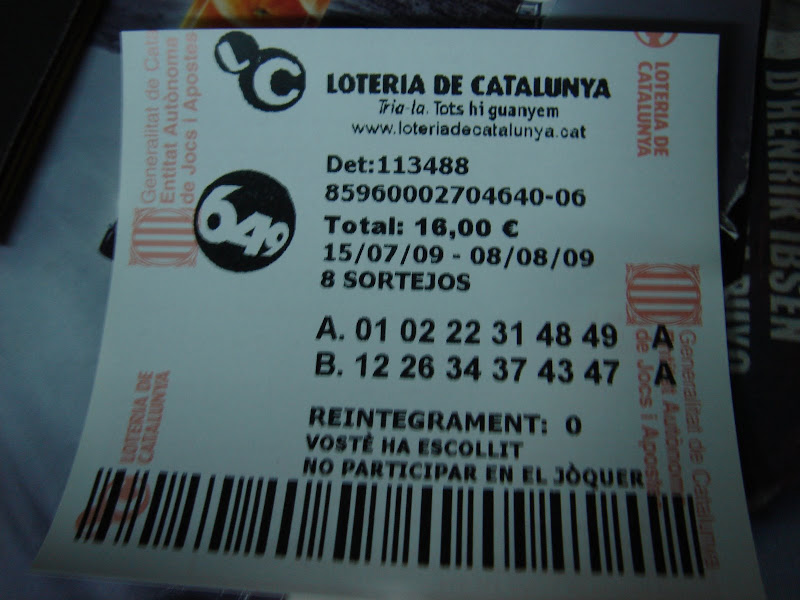 LC
LOTERIA DE CATALUNYA
Tria-la. Tots hi guanyem
www.loteriadecatalunya.cat
Generalitat de Cat
Entitat Autònoma
de Jocs i Apostes
LOTERIA DE
CATALUNYA
Det:113488
85960002704640-06
649
Total: 16,00 €
15/07/09 - 08/08/09
8 SORTEJOS
A. 01 02 22 31 48 49 A
B. 12 26 34 37 43 47 A
REINTEGRAMENT: 0
VOSTÈ HA ESCOLLIT
NO PARTICIPAR EN EL JÒQUER
LOTERIA DE
CATALUNYA
Generalitat de Catalunya
Entitat Autònoma
de Jocs i Apostes
D'HENRIK IBSEN